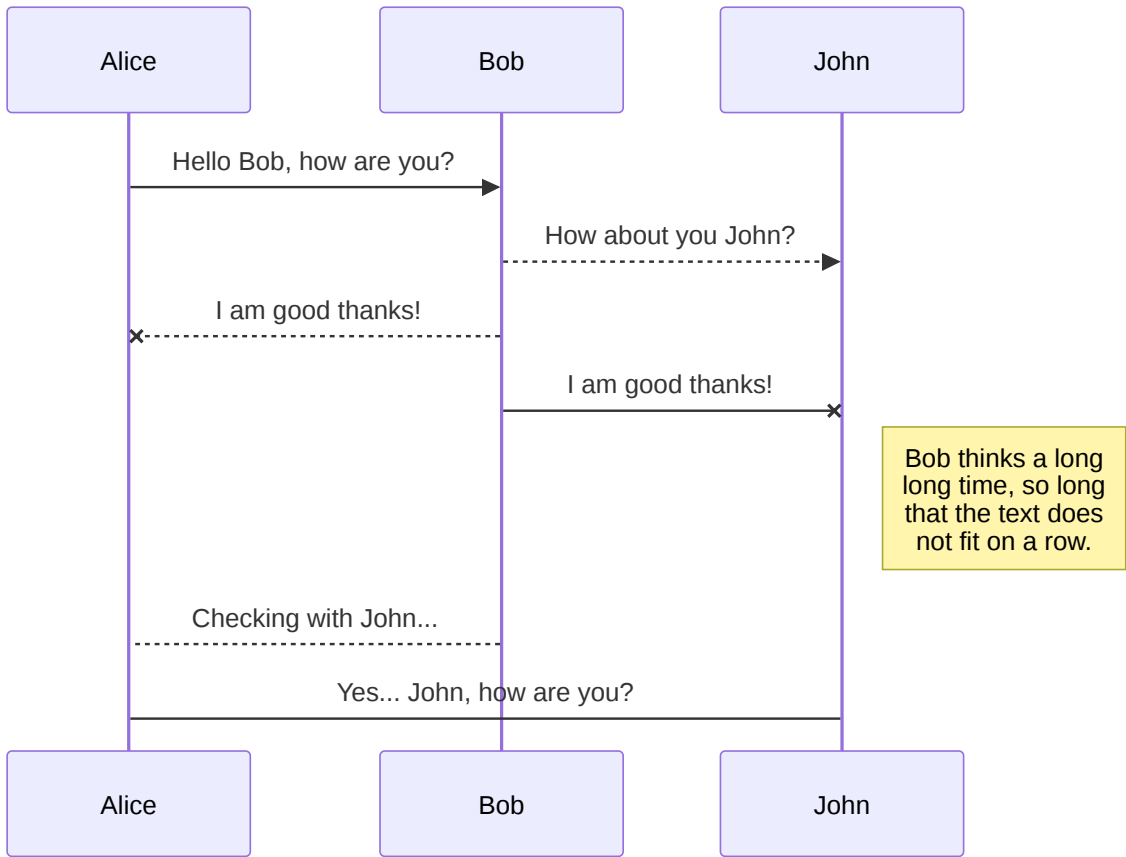 Alice
Bob
John
Hello Bob, how are you?
How about you John?
I am good thanks!
I am good thanks!
Bob thinks a long
long time, so long
that the text does
not fit on a row.
Checking with John...
Yes... John, how are you?
Alice
Bob
John